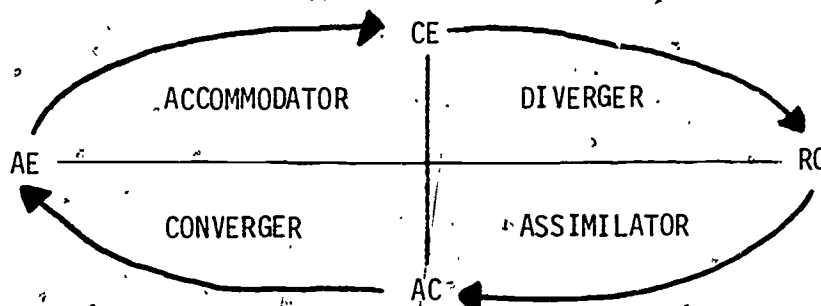 CE
ACCOMMODATOR DIVERGER
AE RO
CONVERGER ASSIMILATOR
AC